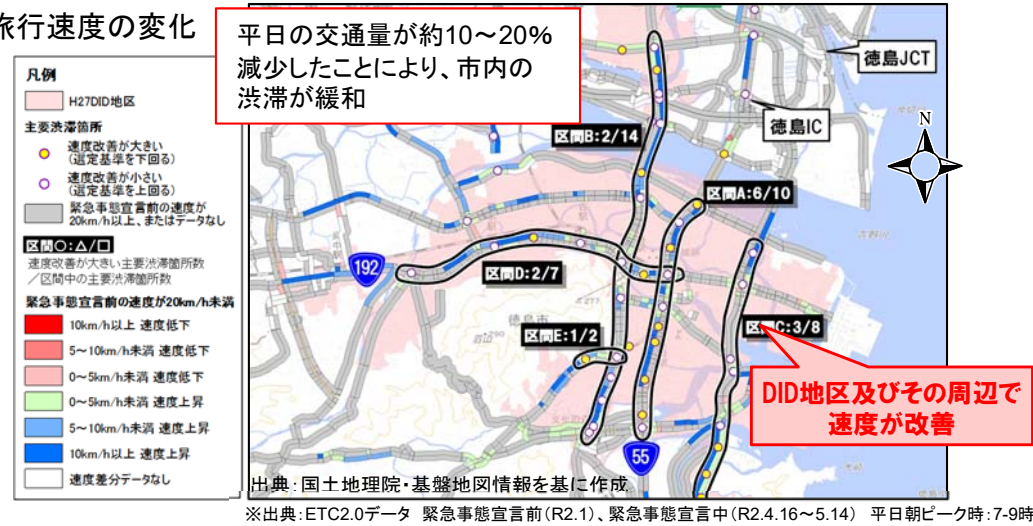 旅行速度の変化
平日の交通量が約10～20%
減少したことにより、市内の
渋滞が緩和
凡例
H27DID地区
主要渋滞箇所
速度改善が大きい
(選定基準を下回る)
速度改善が小さい
(選定基準を上回る)
緊急事態宣言前の速度が
20km/h以上、またはデータなし
区間○:△/□
速度改善が大きい主要渋滞箇所数
／区間中の主要渋滞箇所数
緊急事態宣言前の速度が20km/h未満
10km/h以上 速度低下
5～10km/h未満 速度低下
0～5km/h未満 速度低下
0～5km/h未満 速度上昇
5～10km/h未満 速度上昇
10km/h以上 速度上昇
速度差分データなし
徳島JCT
徳島IC
N
区間B:2/14
区間A:6/10
192
区間D:2/7
徳島市
区間E:1/2
区間C:3/8
DID地区及びその周辺で
速度が改善
55
出典:国土地理院・基盤地図情報を基に作成
※出典:ETC2.0データ 緊急事態宣言前(R2.1)、緊急事態宣言中(R2.4.16～5.14) 平日朝ピーク時:7-9時